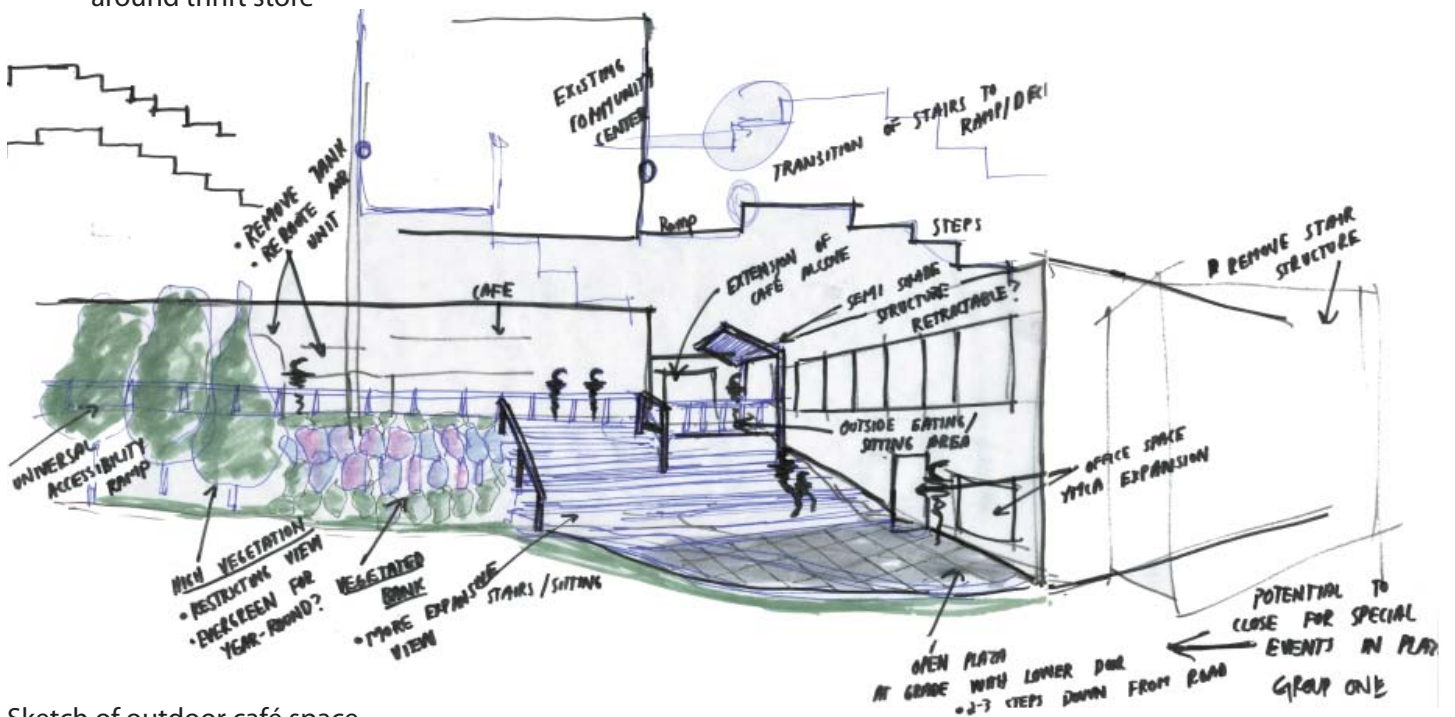 around thrift store
EXISTING
COMMUNITY
CENTER
TRANSITION OF STAIRS TO
RAMP/DECK
• REMOVE TANK
• REROUTE AIR
UNIT
Ramp
STEPS
REMOVE STAIR
STRUCTURE
CAFE
EXTENSION OF
CAFE ALCOVE
SEMI SHADE
STRUCTURE
RETRACTABLE?
OUTSIDE EATING/
SITTING AREA
OFFICE SPACE
YMCA EXPANSION
UNIVERSAL
ACCESSIBILITY
RAMP
HIGH VEGETATION
• RESTRICTING VIEW
• EVERGREEN FOR
YEAR-ROUND?
VEGETATED
BANK
• MORE EXPANSIVE
VIEW
STAIRS/SITTING
OPEN PLAZA
AT GRADE WITH LOWER DOOR
• 2-3 STEPS DOWN FROM ROAD
POTENTIAL TO
CLOSE FOR SPECIAL
EVENTS IN PLAZ
GROUP ONE
Sketch of outdoor café space